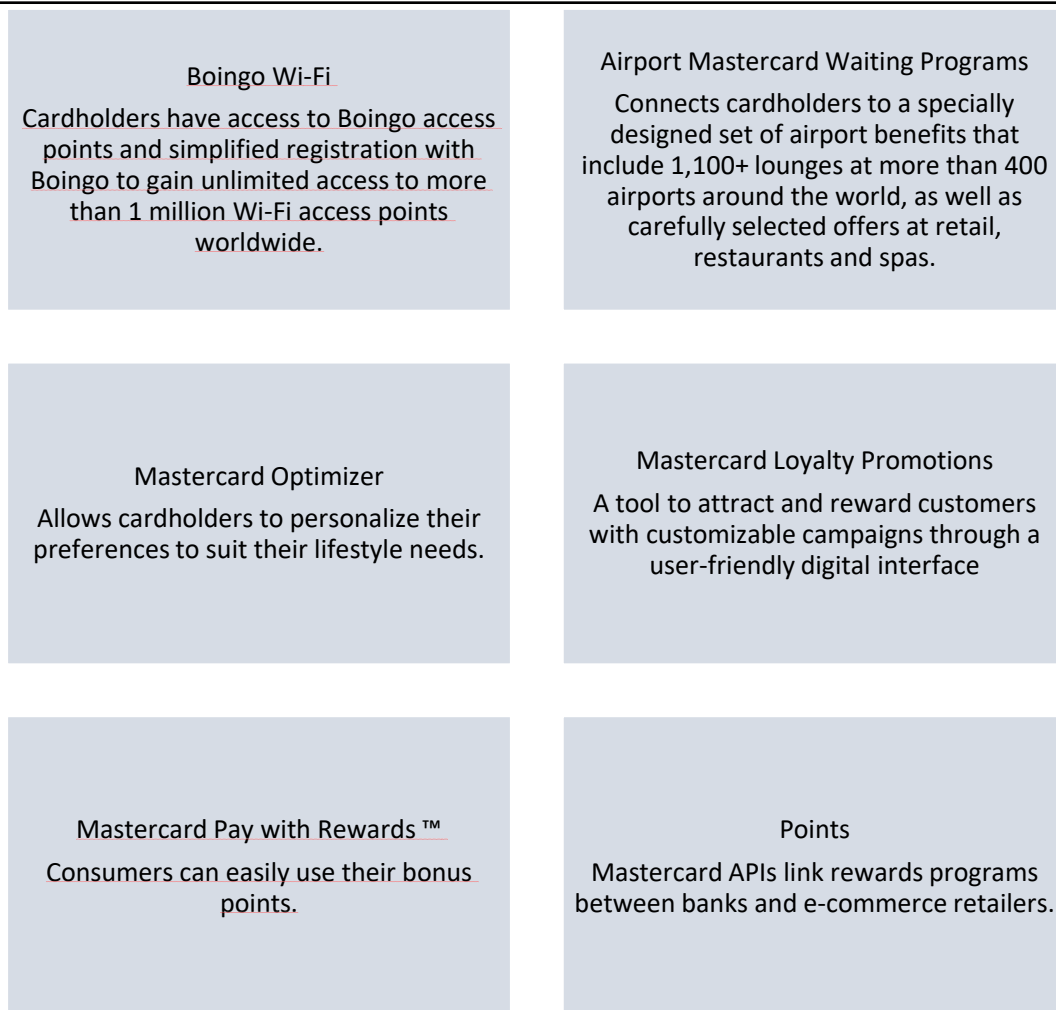 Boingo Wi-Fi
Cardholders have access to Boingo access
points and simplified registration with
Boingo to gain unlimited access to more
than 1 million Wi-Fi access points
worldwide.
Airport Mastercard Waiting Programs
Connects cardholders to a specially
designed set of airport benefits that
include 1,100+ lounges at more than 400
airports around the world, as well as
carefully selected offers at retail,
restaurants and spas.
Mastercard Optimizer
Allows cardholders to personalize their
preferences to suit their lifestyle needs.
Mastercard Loyalty Promotions
A tool to attract and reward customers
with customizable campaigns through a
user-friendly digital interface
Mastercard Pay with Rewards ™
Consumers can easily use their bonus
points.
Points
Mastercard APIs link rewards programs
between banks and e-commerce retailers.